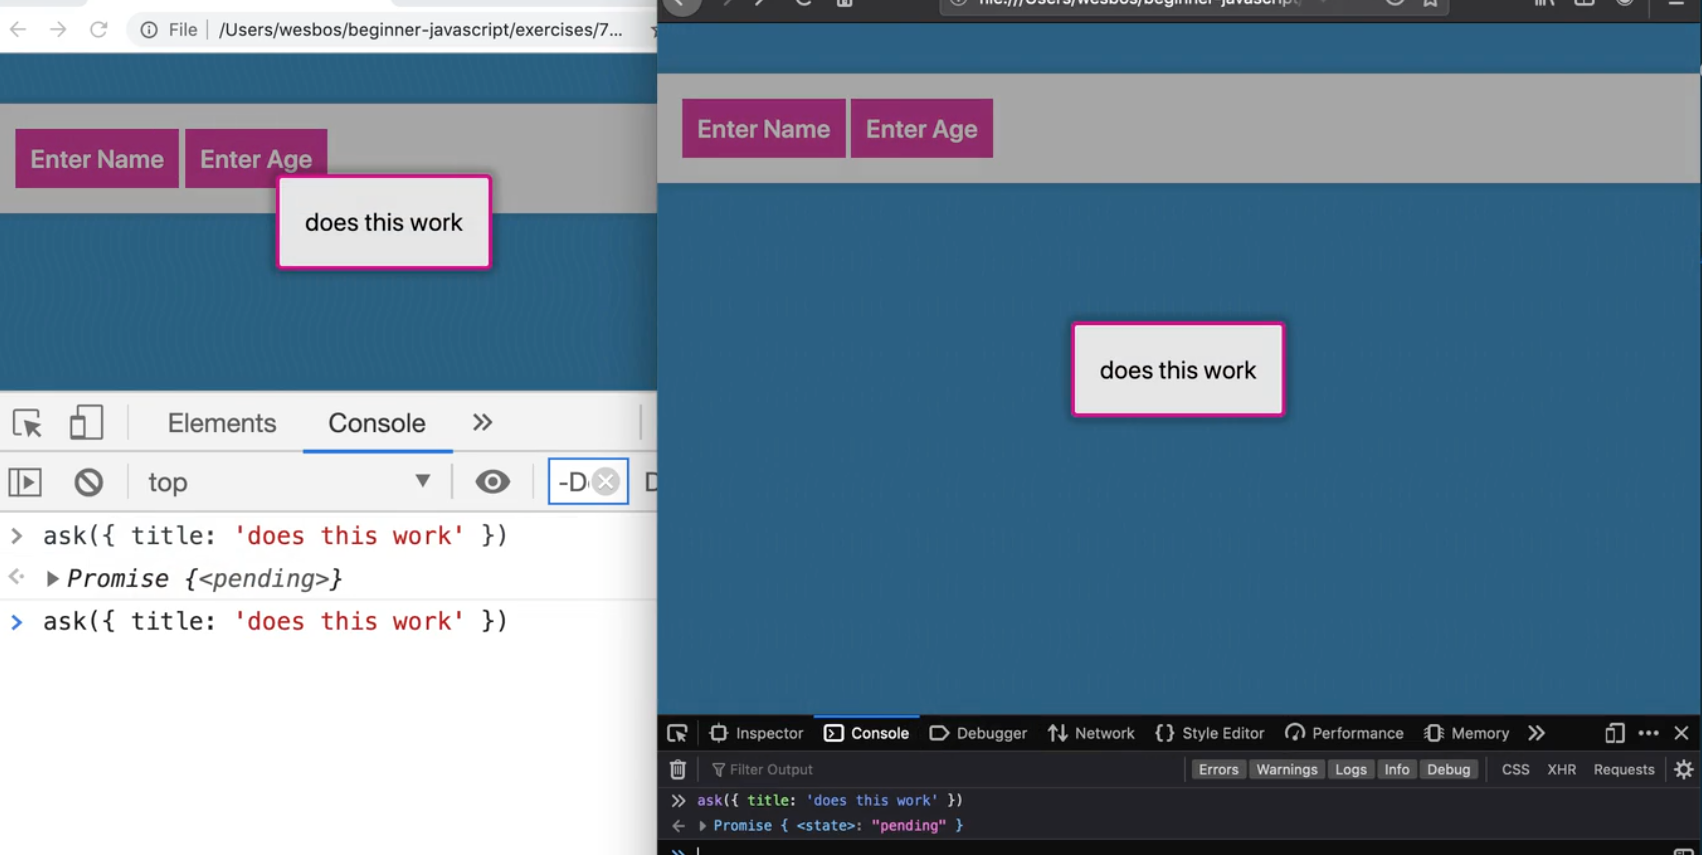 File /Users/wesbos/beginner-javascript/exercises/7...
Enter Name Enter Age
does this work
Elements Console
top
ask({ title: 'does this work' })
Promise {<pending>}
ask({ title: 'does this work' })
Enter Name Enter Age
does this work
Inspector Console Debugger Network Style Editor Performance Memory
Filter Output Errors Warnings Logs Info Debug CSS XHR Requests
ask({ title: 'does this work' })
Promise { <state>: "pending" }